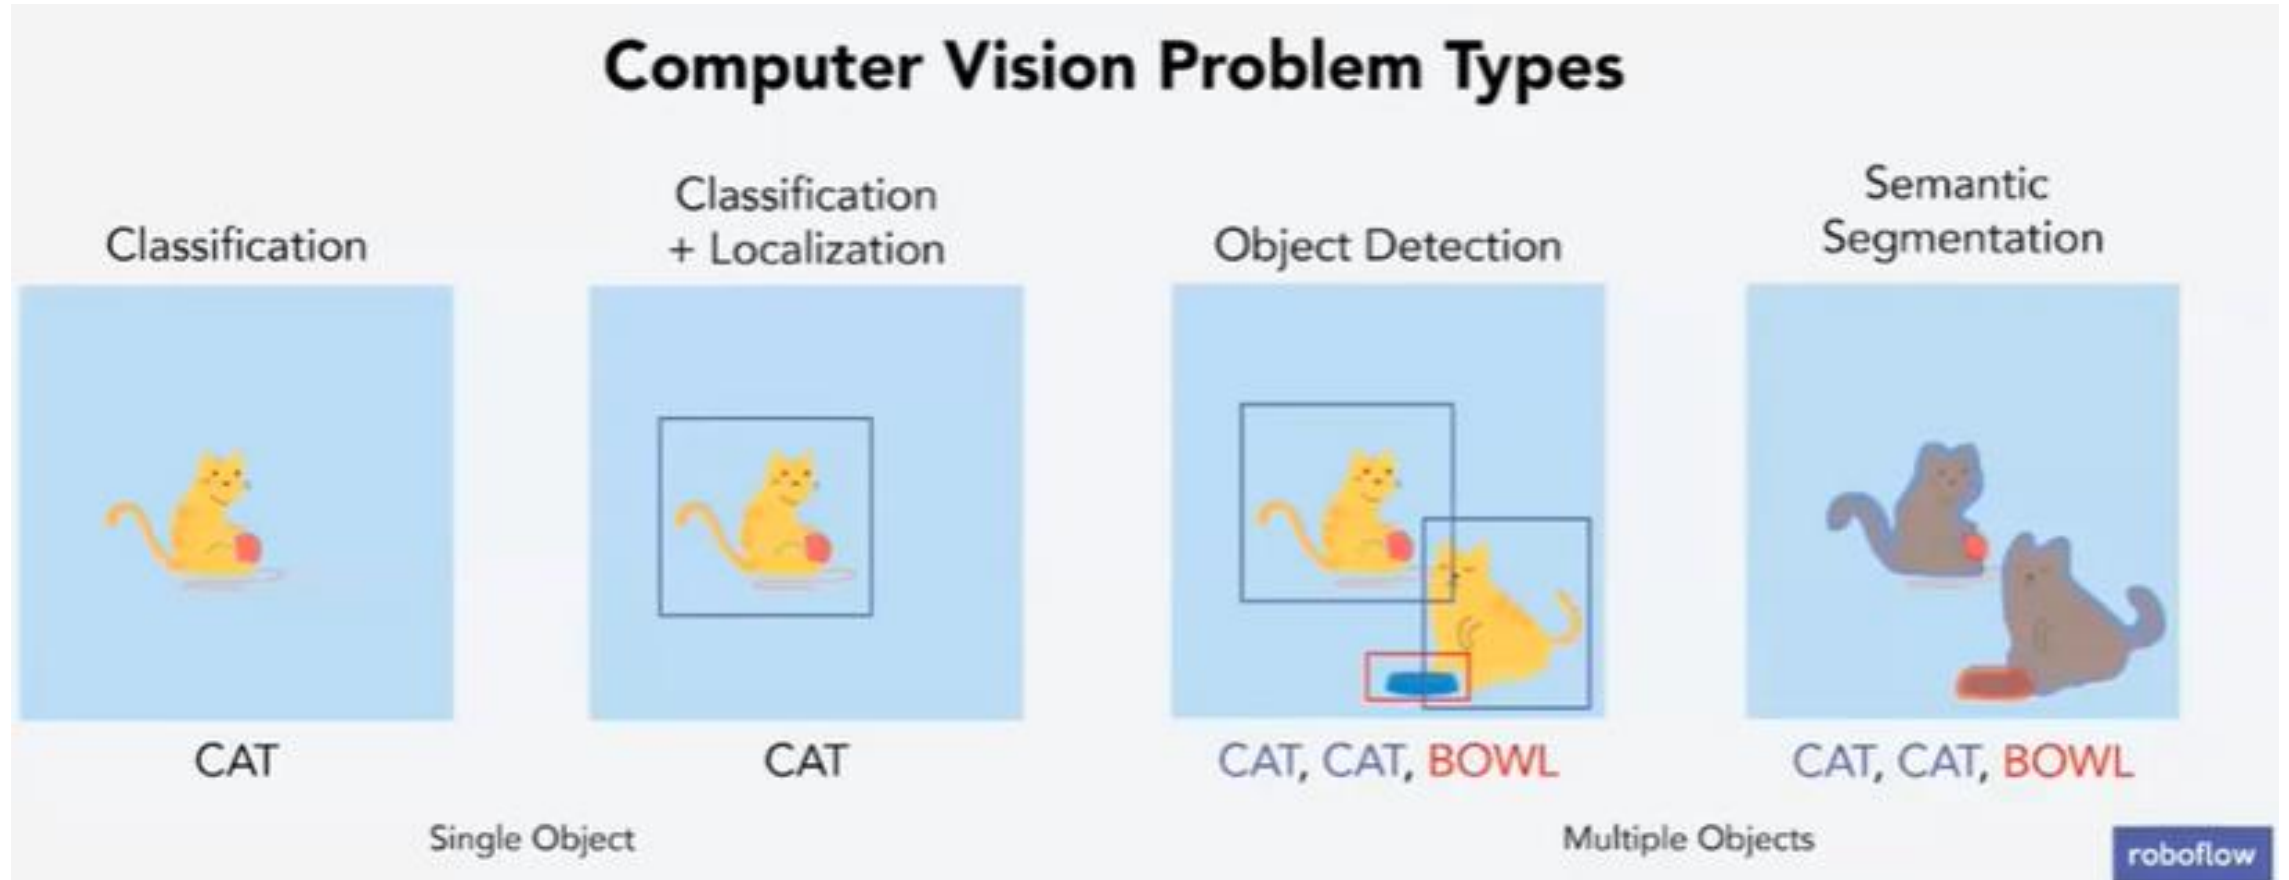 Computer Vision Problem Types
Classification
Classification
+ Localization
Object Detection
Semantic
Segmentation
CAT
CAT
CAT, CAT, BOWL
CAT, CAT, BOWL
Single Object
Multiple Objects
roboflow